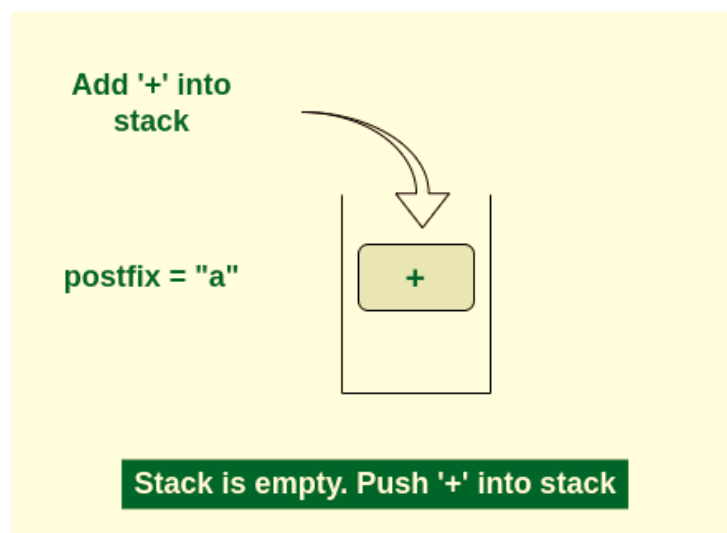 Add '+' into
stack
postfix = "a"
+
Stack is empty. Push '+' into stack